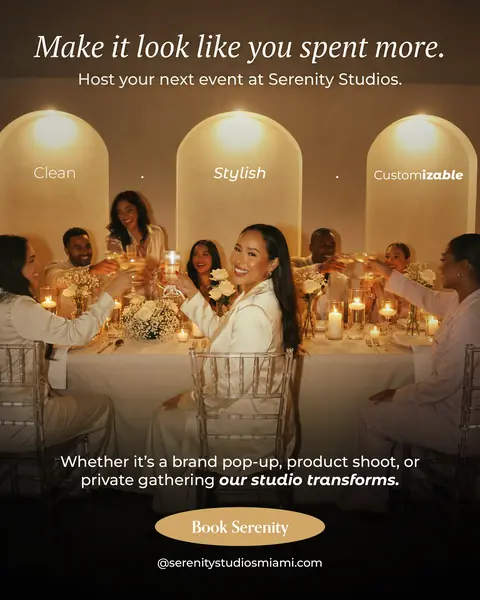 Make it look like you spent more.
Host your next event at Serenity Studios.
Clean . Stylish . Customizable
Whether it’s a brand pop-up, product shoot, or
private gathering our studio transforms.
Book Serenity
@serenitystudiosmiami.com